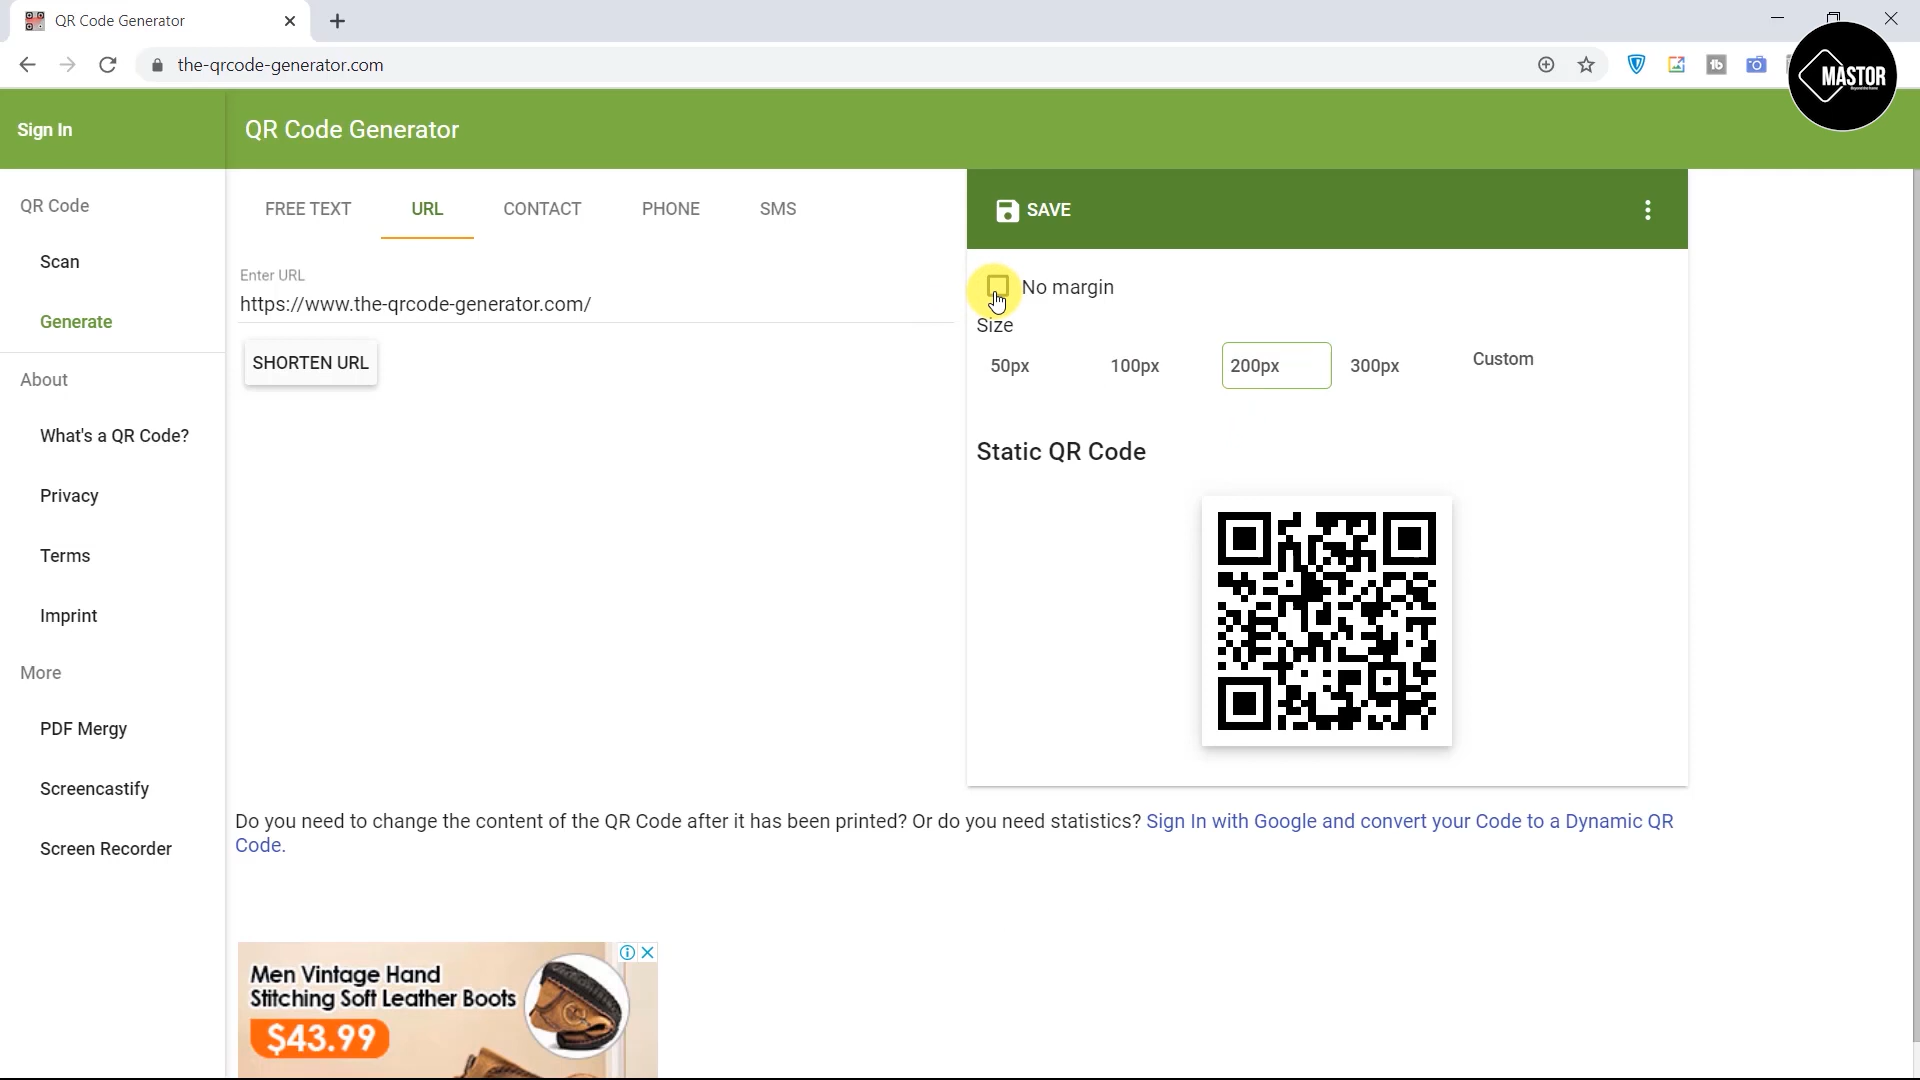 QR Code Generator
the-qrcode-generator.com
MASTOR
Sign In
QR Code Generator
QR Code
Scan
Generate
About
What's a QR Code?
Privacy
Terms
Imprint
More
PDF Mergy
Screencastify
Screen Recorder
FREE TEXT
URL
CONTACT
PHONE
SMS
Enter URL
https://www.the-qrcode-generator.com/
SHORTEN URL
SAVE
No margin
Size
50px
100px
200px
300px
Custom
Static QR Code
Do you need to change the content of the QR Code after it has been printed? Or do you need statistics? Sign In with Google and convert your Code to a Dynamic QR
Code.
Men Vintage Hand
Stitching Soft Leather Boots
$43.99